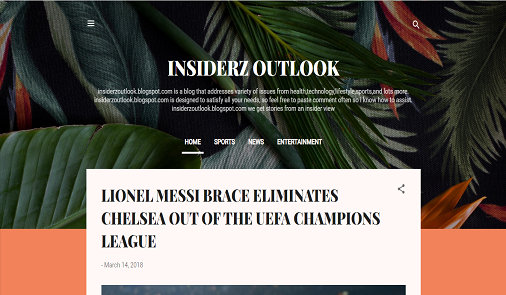 INSIDERZ OUTLOOK
insiderzoutlook.blogspot.com is a blog that addresses variety of issues from health,technology,lifestyle,sports,and lots more.
insiderzoutlook.blogspot.com is designed to satisfy all your needs, so feel free to paste comment often so I know how to assist.
insiderzoutlook.blogspot.com we get stories from an insider view
HOME SPORTS NEWS ENTERTAINMENT
LIONEL MESSI BRACE ELIMINATES
CHELSEA OUT OF THE UEFA CHAMPIONS
LEAGUE
- March 14, 2018